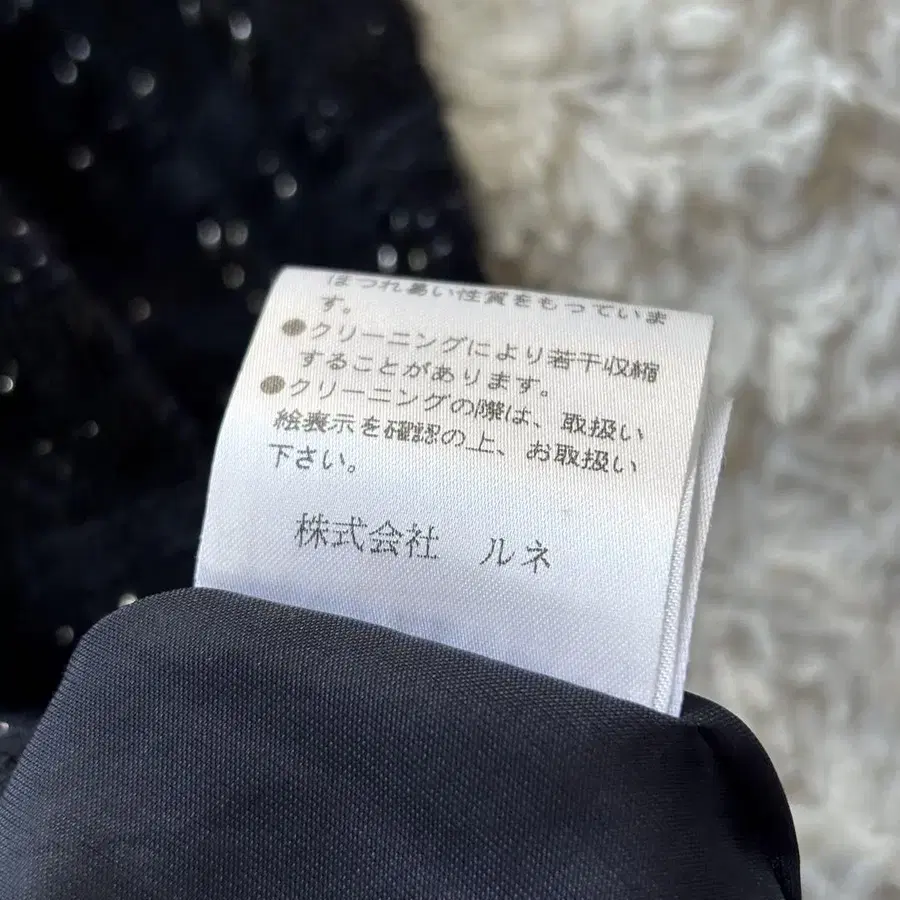 ほつれ易い性質をもっていま
す。
●クリーニングにより若干収縮
することがあります。
●クリーニングの際は、取扱い
絵表示を確認の上、お取扱い
下さい。
株式会社 ルネ